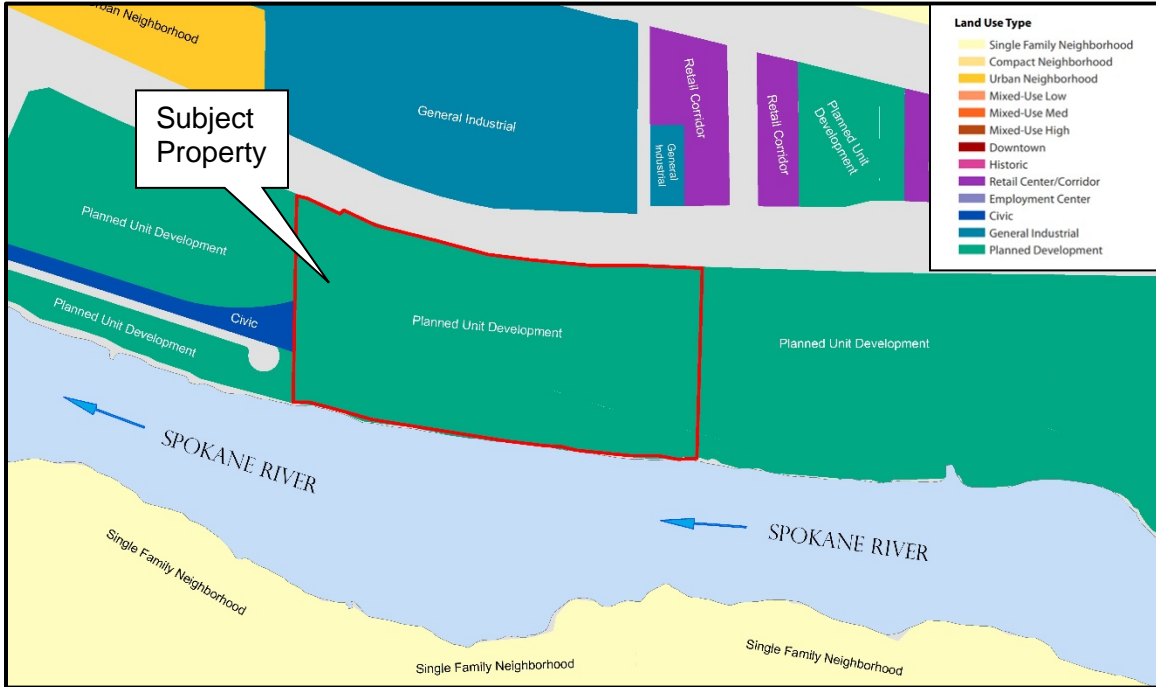 Urban Neighborhood
General Industrial
Retail Corridor
General
Industrial
Retail Corridor
Planned Unit
Development
Land Use Type
Single Family Neighborhood
Compact Neighborhood
Urban Neighborhood
Mixed-Use Low
Mixed-Use Med
Mixed-Use High
Downtown
Historic
Retail Center/Corridor
Employment Center
Civic
General Industrial
Planned Development
Subject
Property
Planned Unit Development
Civic
Planned Unit Development
Planned Unit Development
Planned Unit Development
SPOKANE RIVER
SPOKANE RIVER
Single Family Neighborhood
Single Family Neighborhood
Single Family Neighborhood